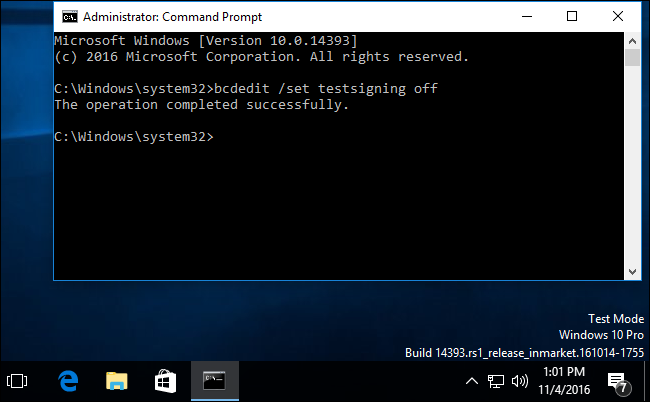 Administrator: Command Prompt
Microsoft Windows [Version 10.0.14393]
(c) 2016 Microsoft Corporation. All rights reserved.
C:\Windows\system32>bcdedit /set testsigning off
The operation completed successfully.
C:\Windows\system32>
Test Mode
Windows 10 Pro
Build 14393.rs1_release_inmarket.161014-1755
1:01 PM
11/4/2016
7